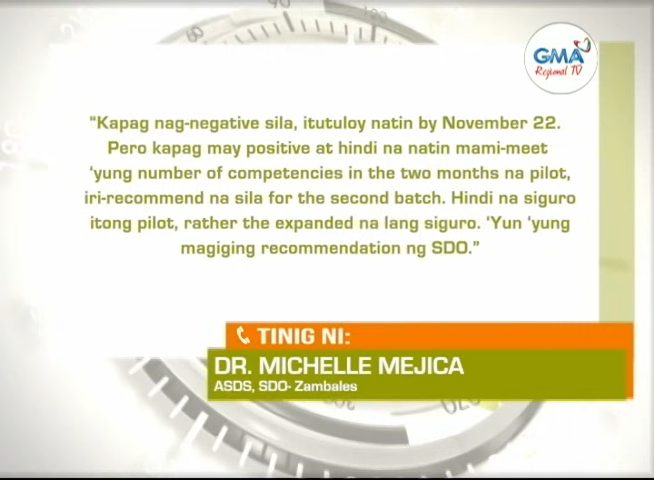 GMA
Regional TV
“Kapag nag-negative sila, itutuloy natin by November 22.
Pero kapag may positive at hindi na natin mami-meet
‘yung number of competencies in the two months na pilot,
iri-recommend na sila for the second batch. Hindi na siguro
itong pilot, rather the expanded na lang siguro. ‘Yun ‘yung
magiging recommendation ng SDO.”
TINIG NI:
DR. MICHELLE MEJICA
ASDS, SDO- Zambales